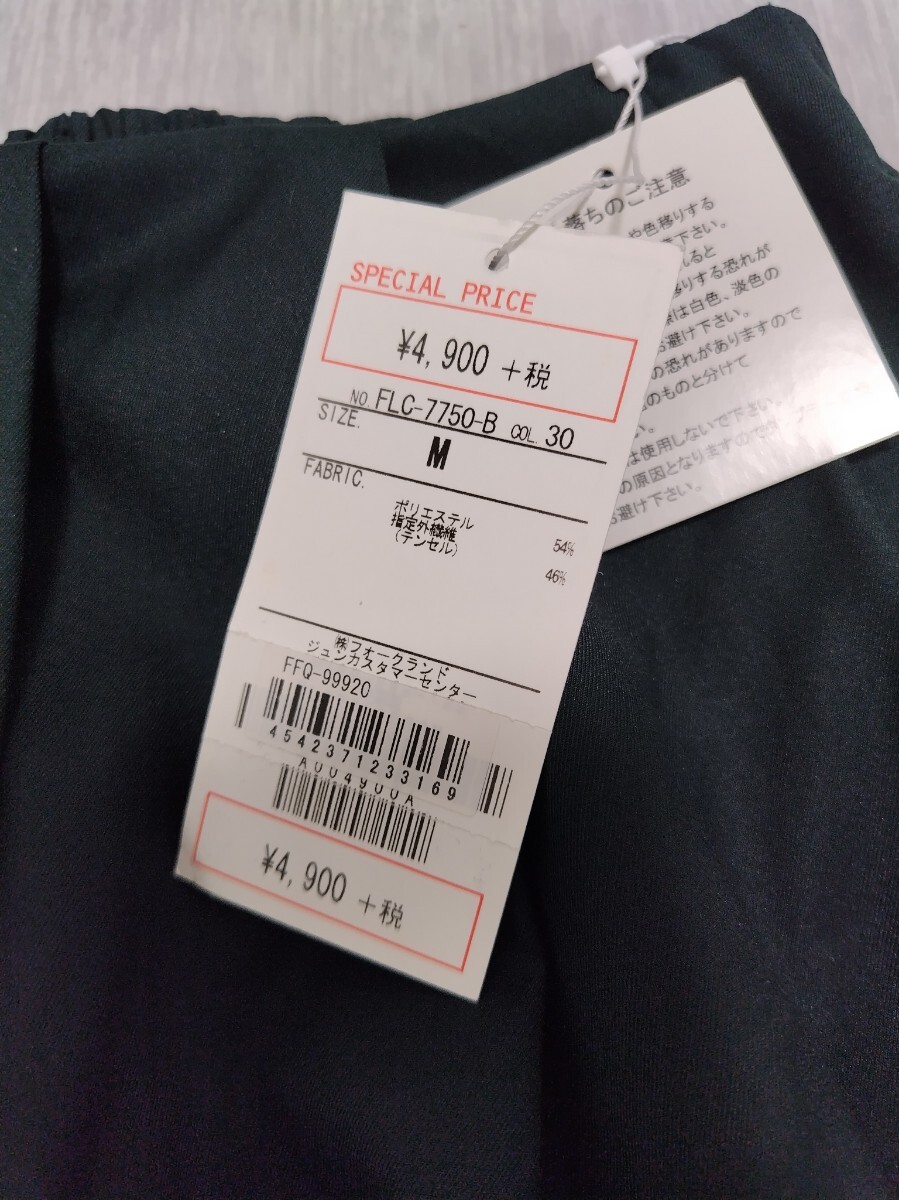 SPECIAL PRICE
¥4,900 +税
NO. FLC-7750-B COL. 30
SIZE.
M
FABRIC.
ポリエステル
54%
指定外繊維
(テンセル)
46%
㈱フォークランド
ジュンカスタマーセンター
FFQ-99920
4542371233169
A004900A
¥4,900 +税
落ちのご注意
や色移りする
下さい。
ると
移りする恐れが
は白色、淡色の
避け下さい。
の恐れがありますので
のものと分けて
い。
は使用しないで下さい。
の原因となりますので
避け下さい。